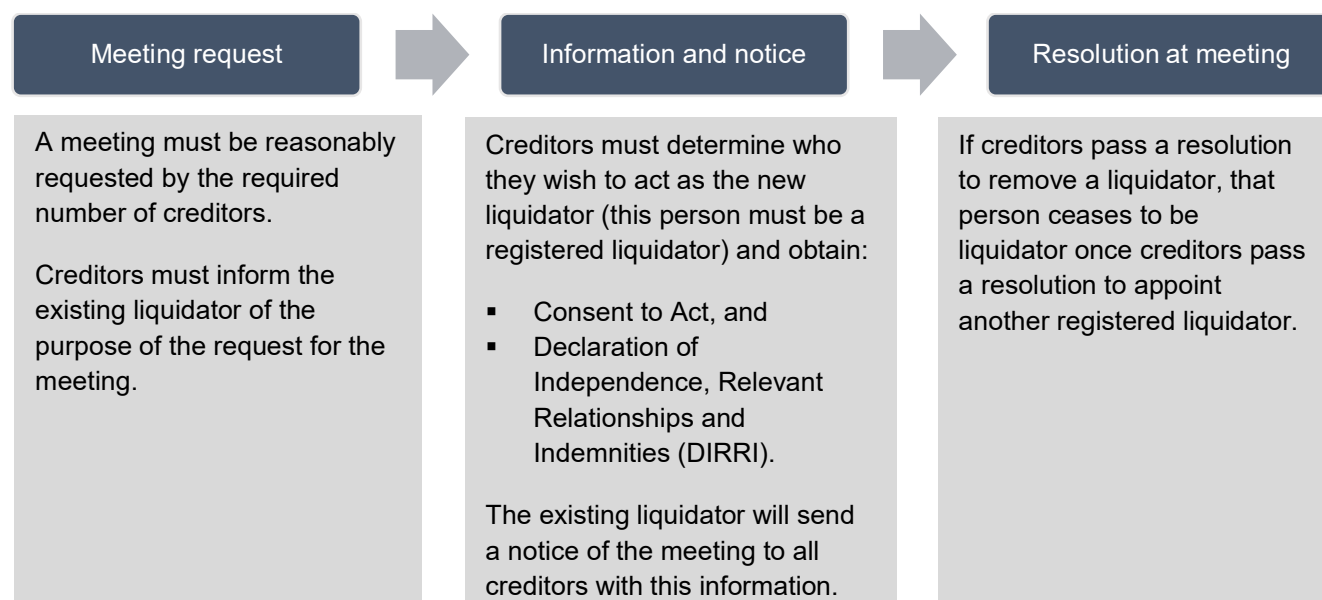 Meeting request
Information and notice
Resolution at meeting
A meeting must be reasonably
requested by the required
number of creditors.
Creditors must inform the
existing liquidator of the
purpose of the request for the
meeting.
Creditors must determine who
they wish to act as the new
liquidator (this person must be a
registered liquidator) and obtain:
▪ Consent to Act, and
▪ Declaration of
Independence, Relevant
Relationships and
Indemnities (DIRRI).
The existing liquidator will send
a notice of the meeting to all
creditors with this information.
If creditors pass a resolution
to remove a liquidator, that
person ceases to be
liquidator once creditors pass
a resolution to appoint
another registered liquidator.